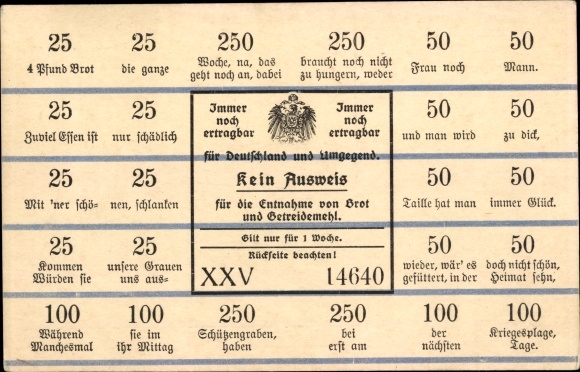 25 25 250 250 50 50
4 Pfund Brot die ganze Woche, na, das braucht noch nicht Frau noch Mann.
geht noch an, dabei zu hungern, weder
25 25 Immer Immer 50 50
noch noch
ertragbar ertragbar
Zuviel Essen ist nur schädlich und man wird zu dick,
für Deutschland und Umgegend.
25 25 Kein Ausweis 50 50
Mit 'ner schö- nen, schlanken für die Entnahme von Brot Taille hat man immer Glück.
und Getreidemehl.
Gilt nur für 1 Woche.
25 25 Rückseite beachten! 50 50
Kommen unsere Grauen wieder, wär' es doch nicht schön,
Würden sie uns aus- gefüttert, in der Heimat sehn,
XXV 14640
100 100 250 250 100 100
Während sie im Schützengraben, bei der Kriegesplage,
Manchesmal ihr Mittag haben erst am nächsten Tage.